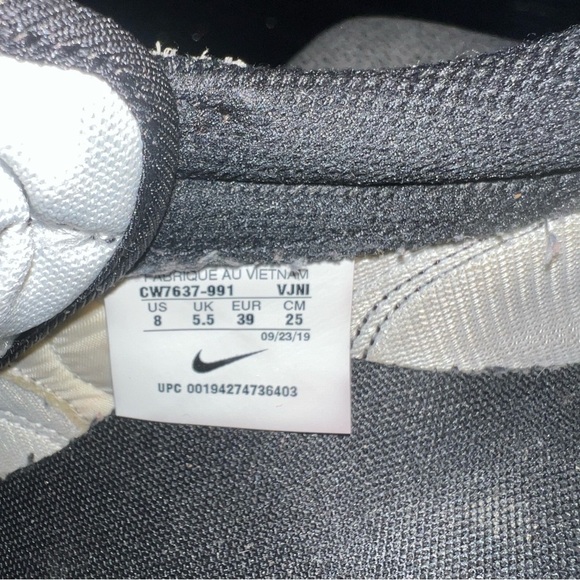 FABRIQUE AU VIETNAM
CW7637-991 VJNI
US UK EUR CM
8 5.5 39 25
09/23/19
UPC 00194274736403